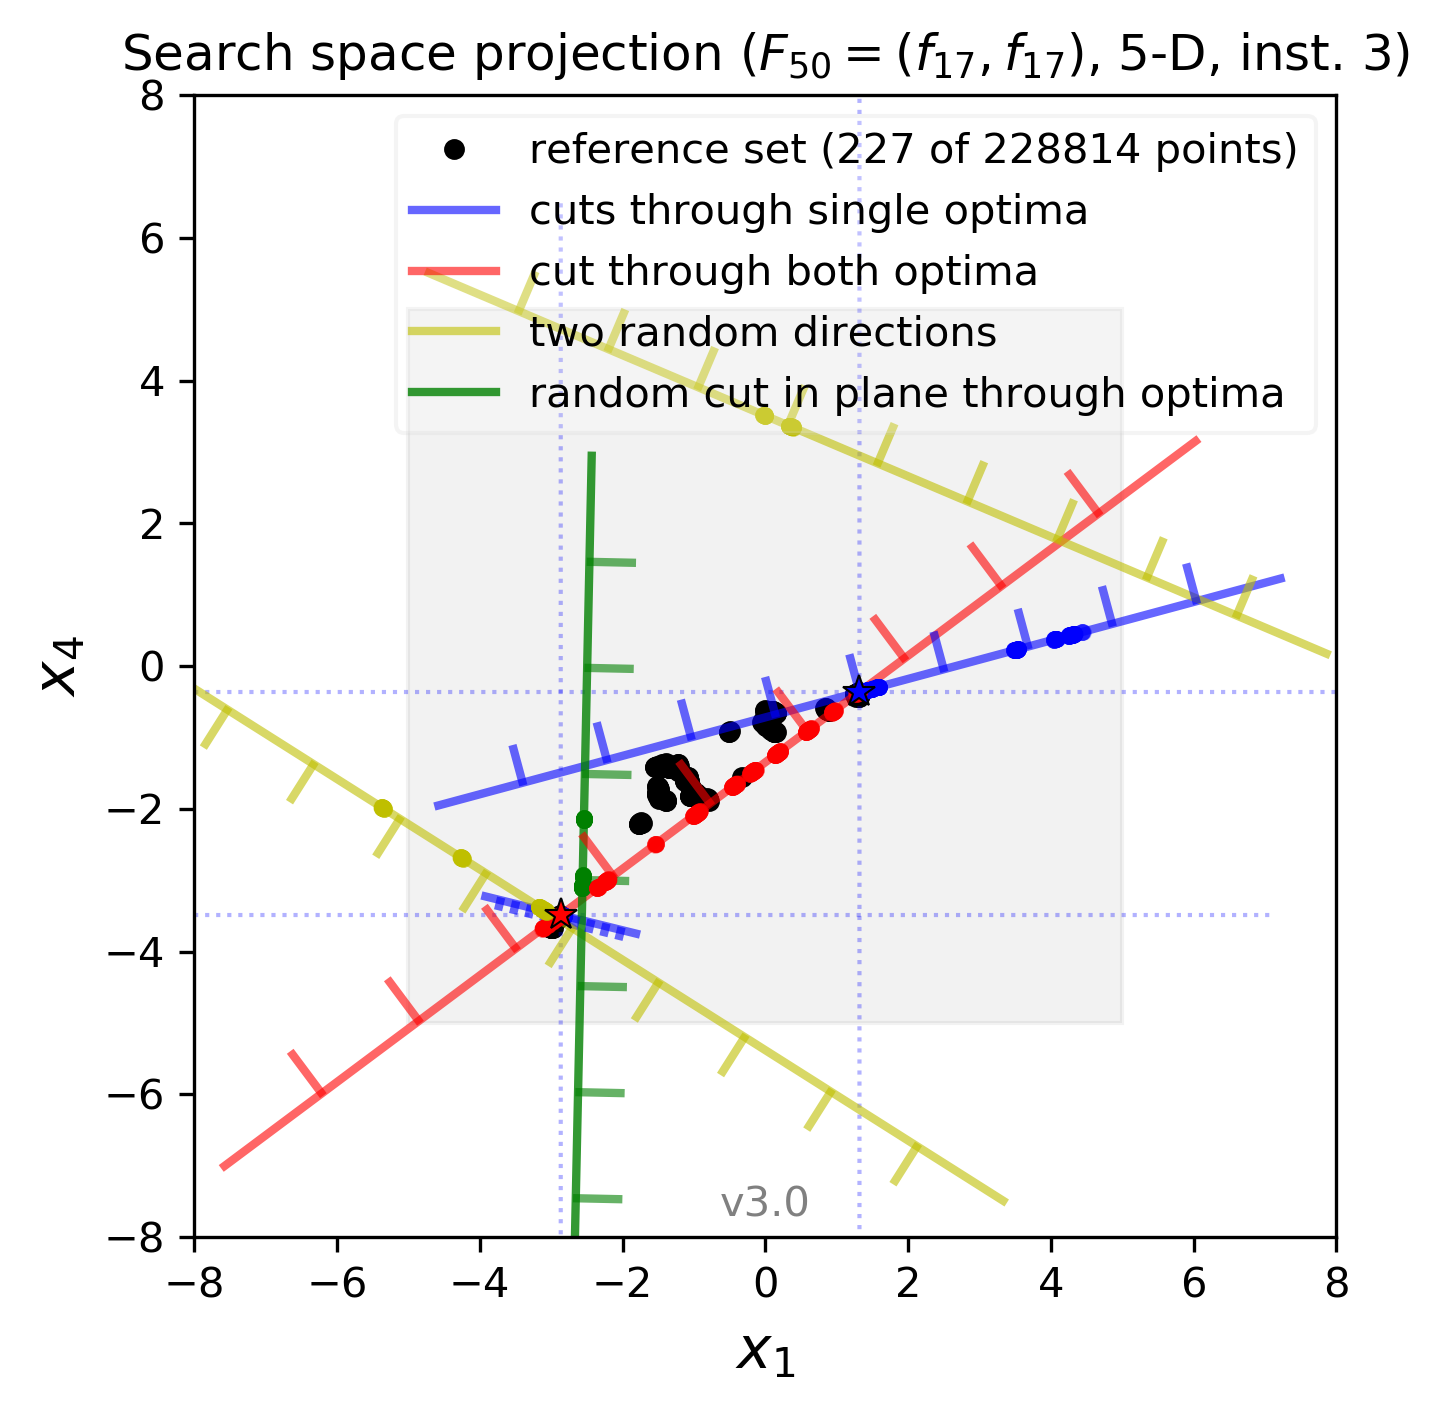 Search space projection (F₅₀ = (f₁₇, f₁₇), 5-D, inst. 3)
reference set (227 of 228814 points)
cuts through single optima
cut through both optima
two random directions
random cut in plane through optima
8
6
4
2
0
−2
−4
−6
−8
x₄
v3.0
−8 −6 −4 −2 0 2 4 6 8
x₁